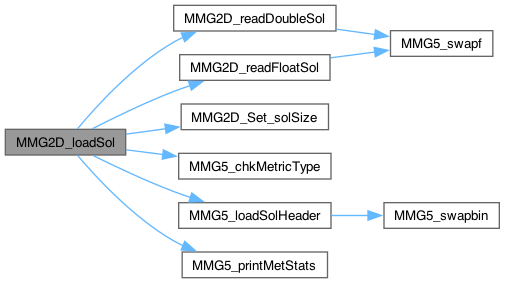 MMG2D_loadSol
MMG2D_readDoubleSol
MMG2D_readFloatSol
MMG5_swapf
MMG2D_Set_solSize
MMG5_chkMetricType
MMG5_loadSolHeader
MMG5_swapbin
MMG5_printMetStats